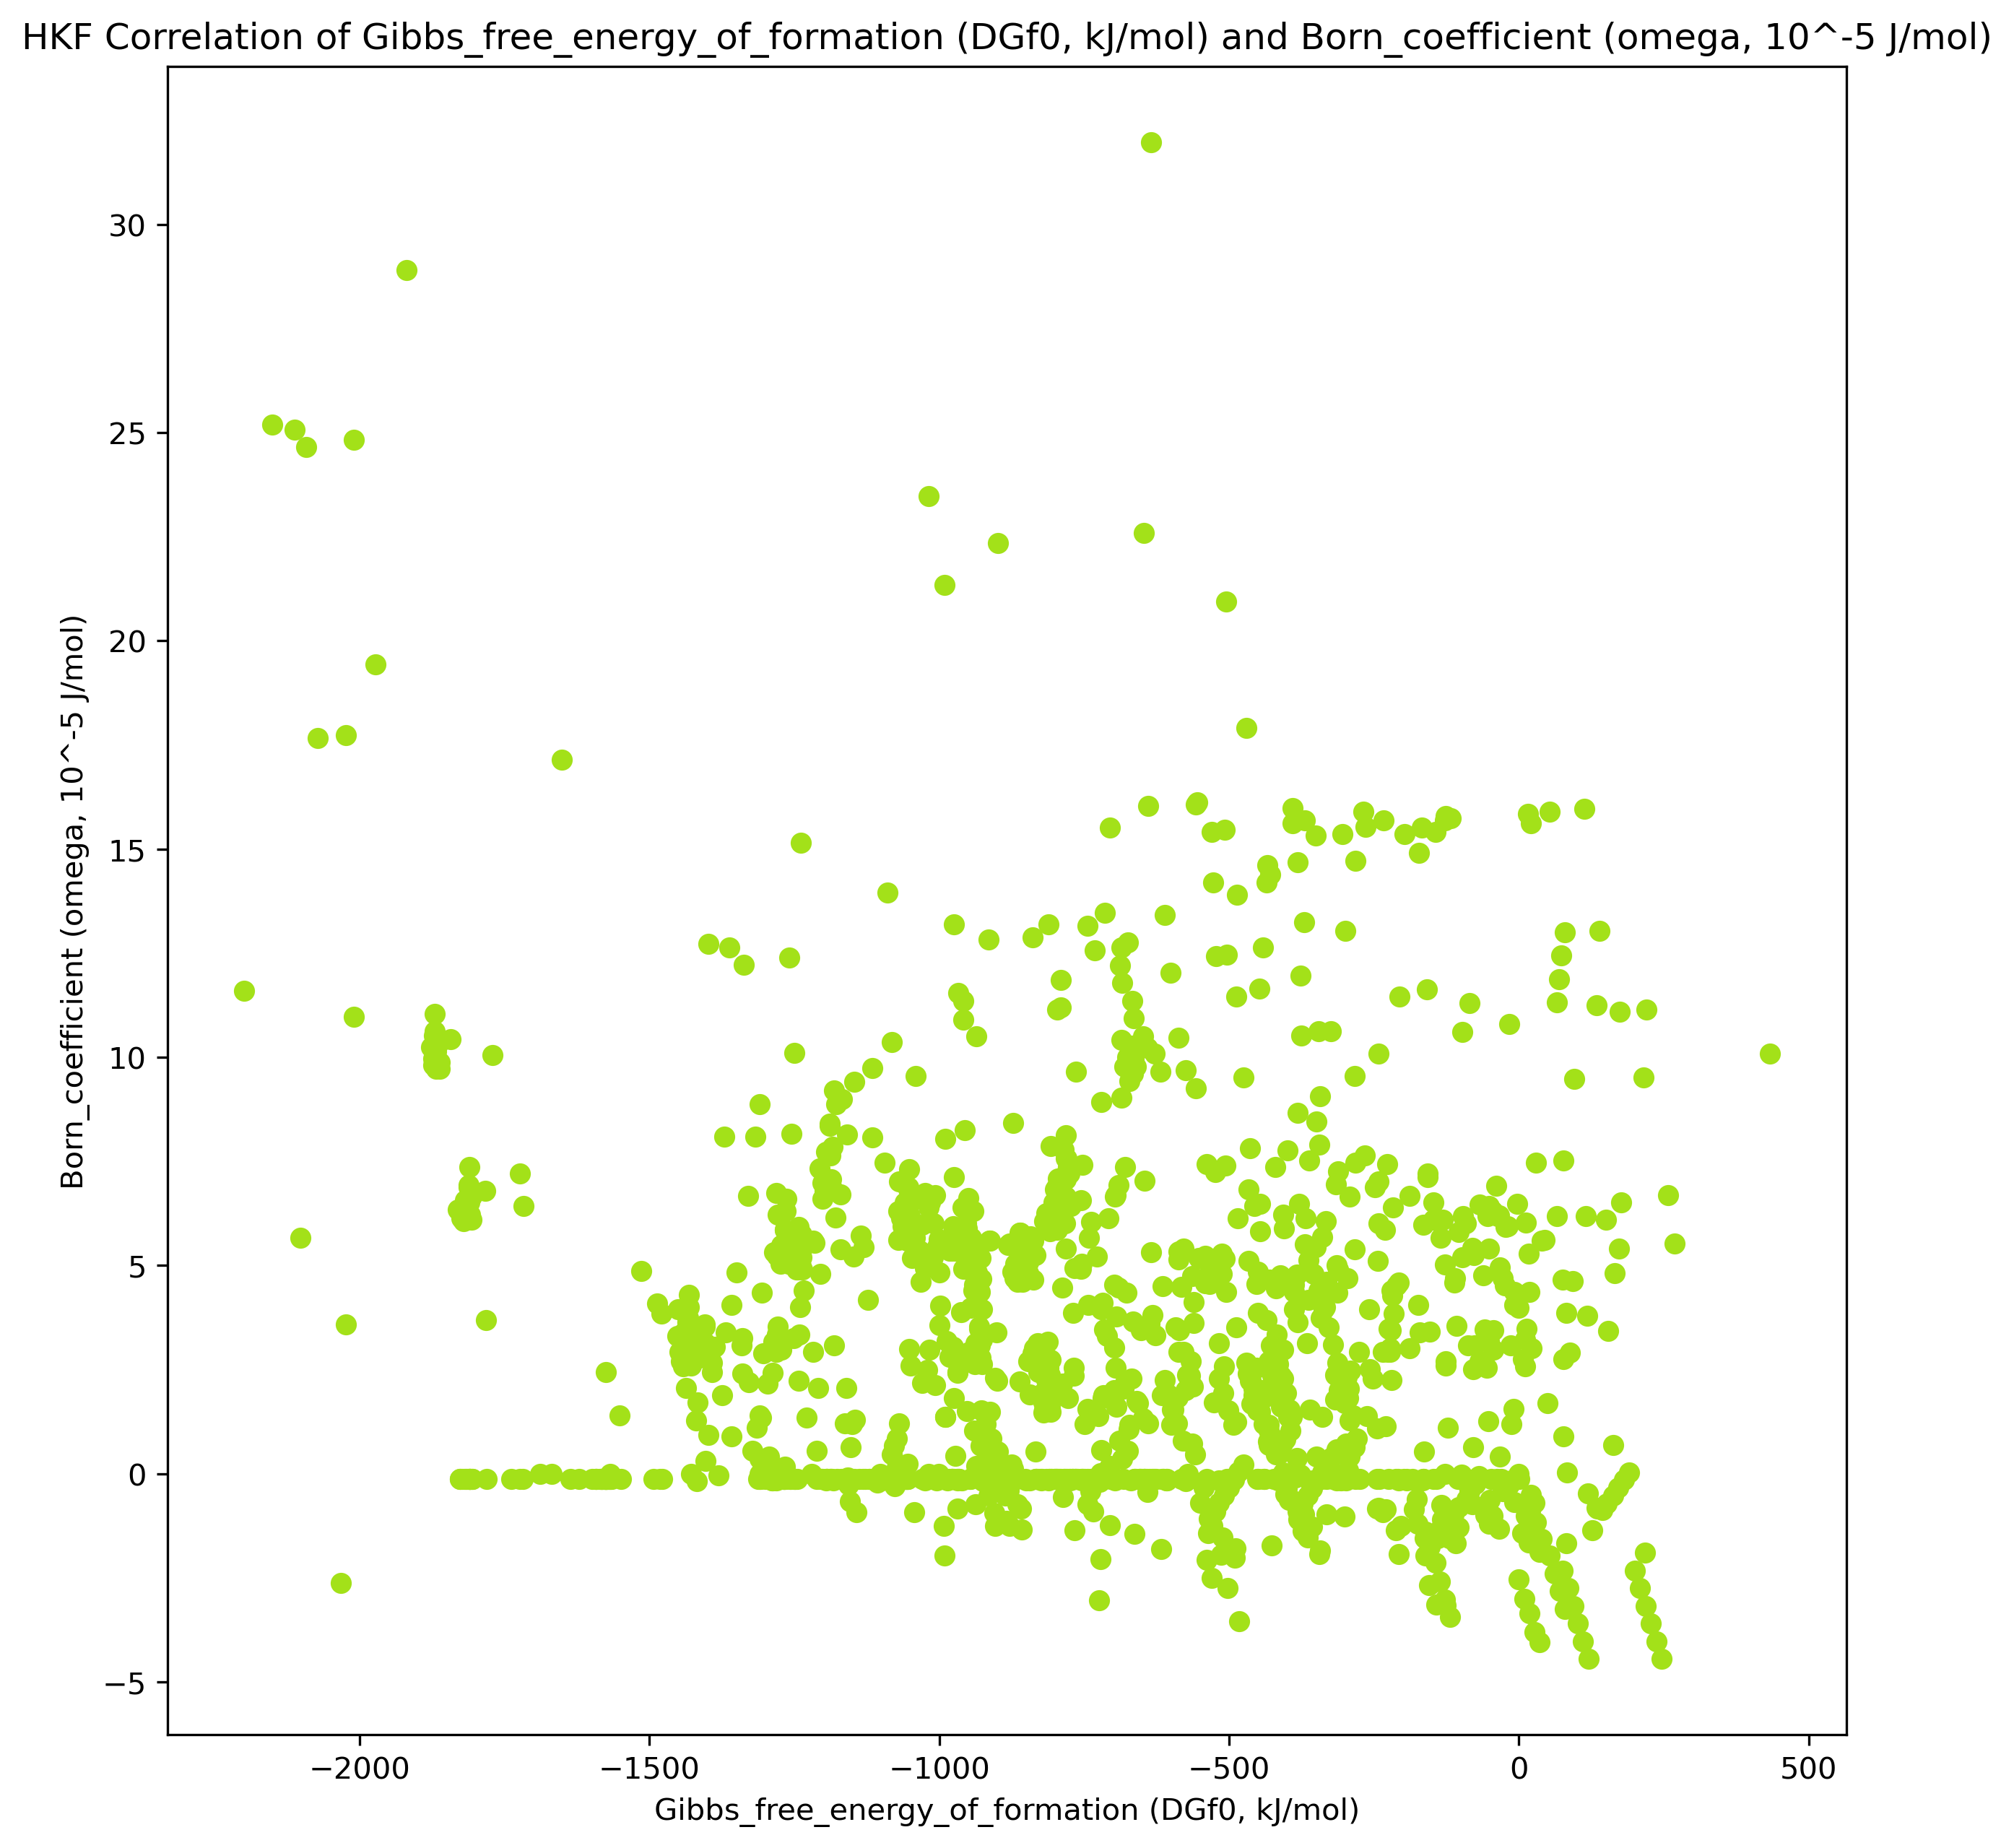 HKF Correlation of Gibbs_free_energy_of_formation (DGf0, kJ/mol) and Born_coefficient (omega, 10^-5 J/mol)
30
25
20
15
10
5
0
−5
Born_coefficient (omega, 10^-5 J/mol)
−2000 −1500 −1000 −500 0 500
Gibbs_free_energy_of_formation (DGf0, kJ/mol)